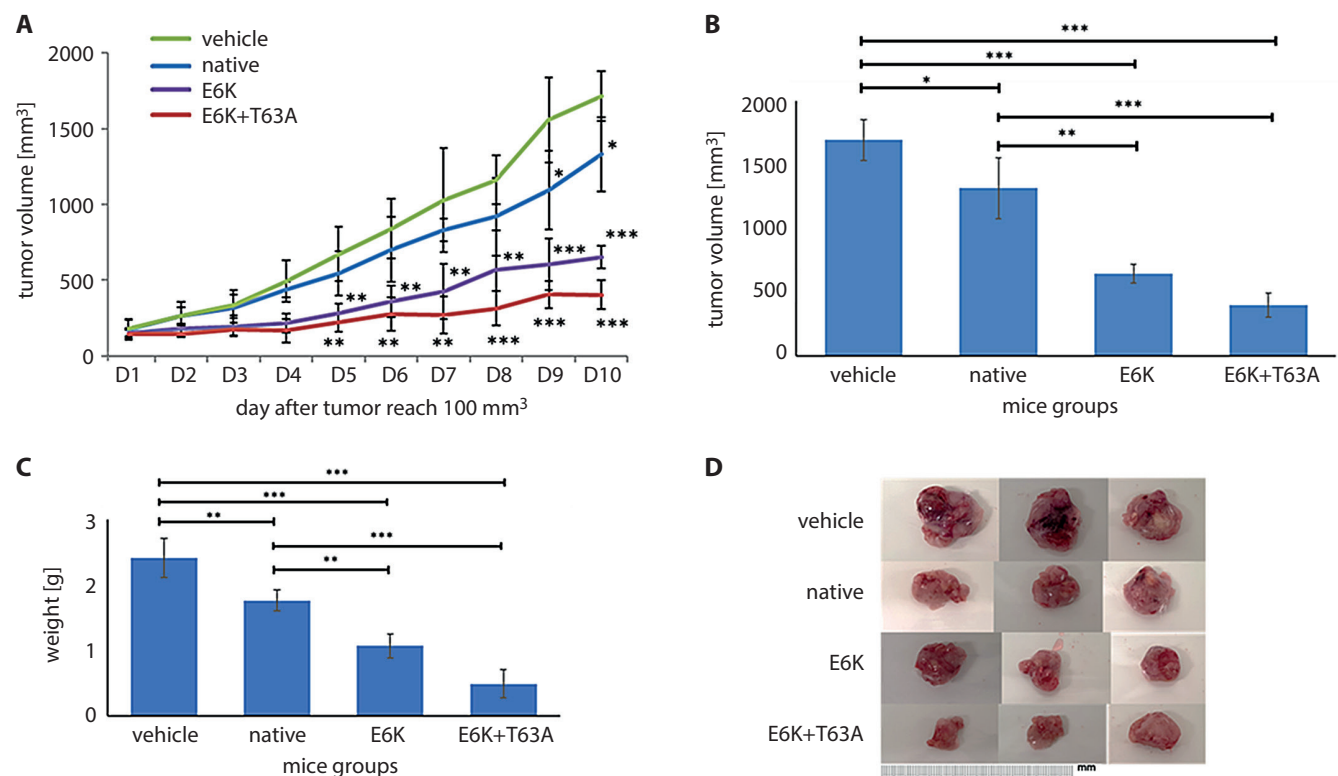 A
vehicle
native
E6K
E6K+T63A
tumor volume [mm³]
2000
1500
1000
500
0
*
*
***
***
**
**
**
**
**
**
**
***
***
***
D1 D2 D3 D4 D5 D6 D7 D8 D9 D10
day after tumor reach 100 mm³
B
***
***
*
***
**
tumor volume [mm³]
2000
1500
1000
500
0
vehicle native E6K E6K+T63A
mice groups
C
***
***
**
***
**
weight [g]
3
2
1
0
vehicle native E6K E6K+T63A
mice groups
D
vehicle
native
E6K
E6K+T63A
mm